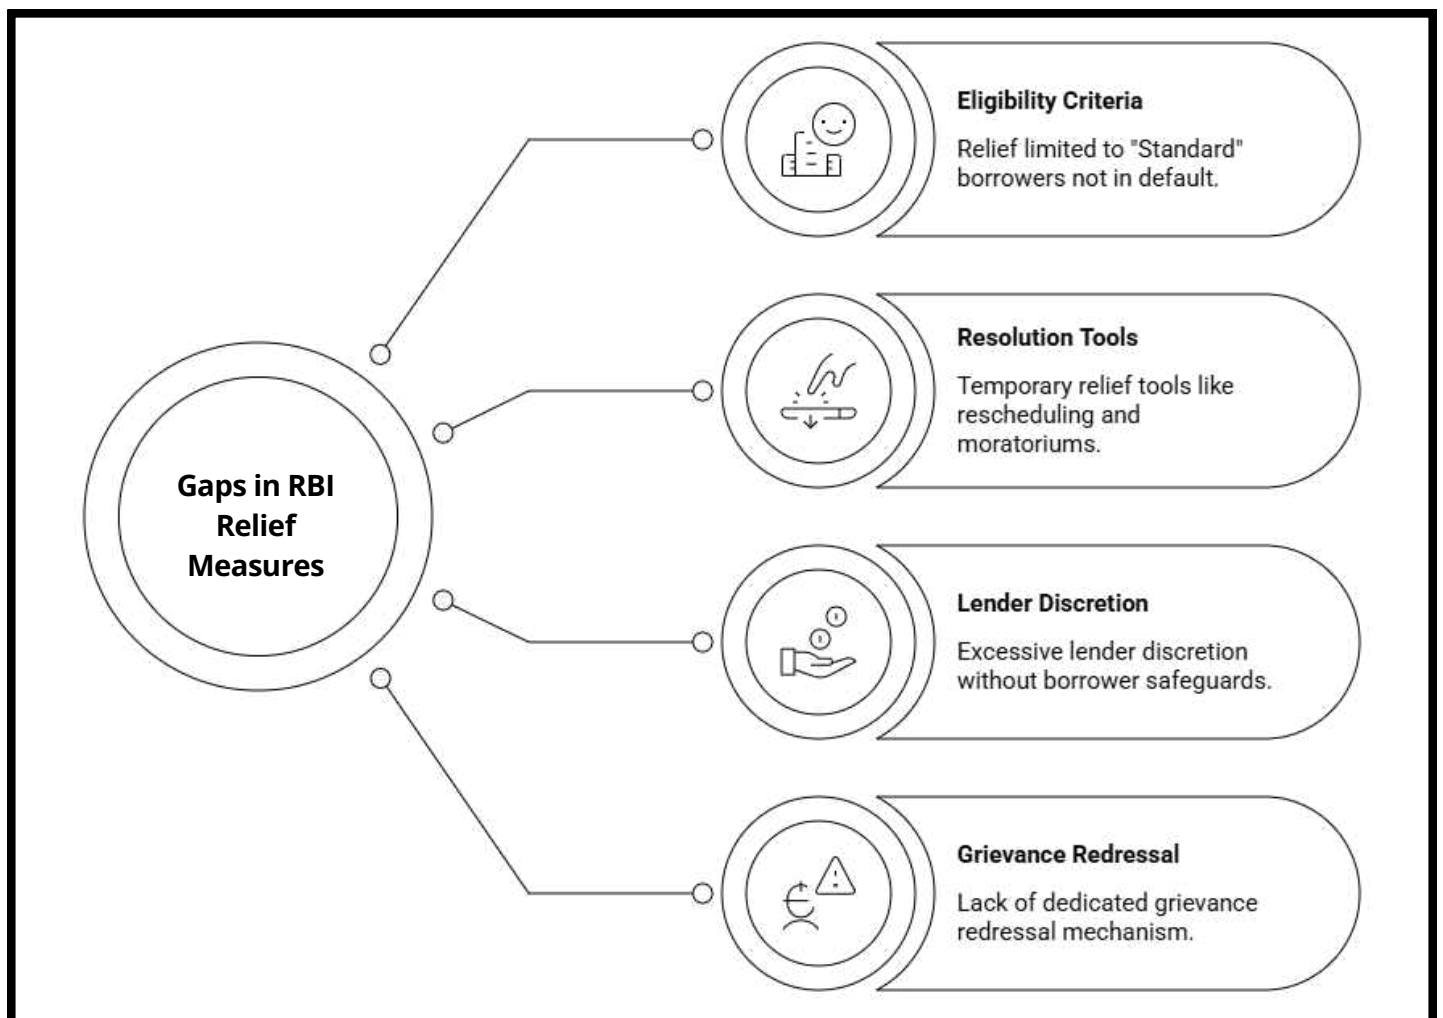 Gaps in RBI
Relief
Measures
Eligibility Criteria
Relief limited to "Standard"
borrowers not in default.
Resolution Tools
Temporary relief tools like
rescheduling and
moratoriums.
Lender Discretion
Excessive lender discretion
without borrower safeguards.
Grievance Redressal
Lack of dedicated grievance
redressal mechanism.